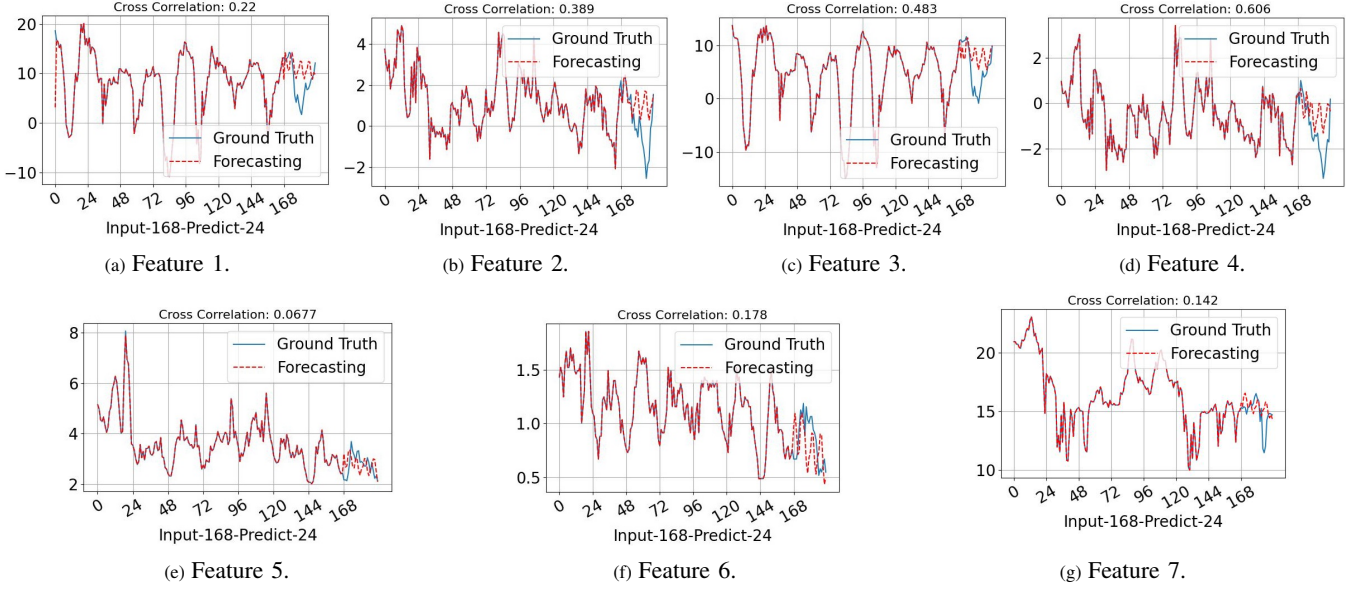 Cross Correlation: 0.22
20
10
0
−10
Ground Truth
Forecasting
0 24 48 72 96 120 144 168
Input-168-Predict-24
(a) Feature 1.
Cross Correlation: 0.389
4
2
0
−2
Ground Truth
Forecasting
0 24 48 72 96 120 144 168
Input-168-Predict-24
(b) Feature 2.
Cross Correlation: 0.483
10
0
−10
Ground Truth
Forecasting
0 24 48 72 96 120 144 168
Input-168-Predict-24
(c) Feature 3.
Cross Correlation: 0.606
2
0
−2
Ground Truth
Forecasting
0 24 48 72 96 120 144 168
Input-168-Predict-24
(d) Feature 4.
Cross Correlation: 0.0677
8
6
4
2
Ground Truth
Forecasting
0 24 48 72 96 120 144 168
Input-168-Predict-24
(e) Feature 5.
Cross Correlation: 0.178
1.5
1.0
0.5
Ground Truth
Forecasting
0 24 48 72 96 120 144 168
Input-168-Predict-24
(f) Feature 6.
Cross Correlation: 0.142
20
15
10
Ground Truth
Forecasting
0 24 48 72 96 120 144 168
Input-168-Predict-24
(g) Feature 7.